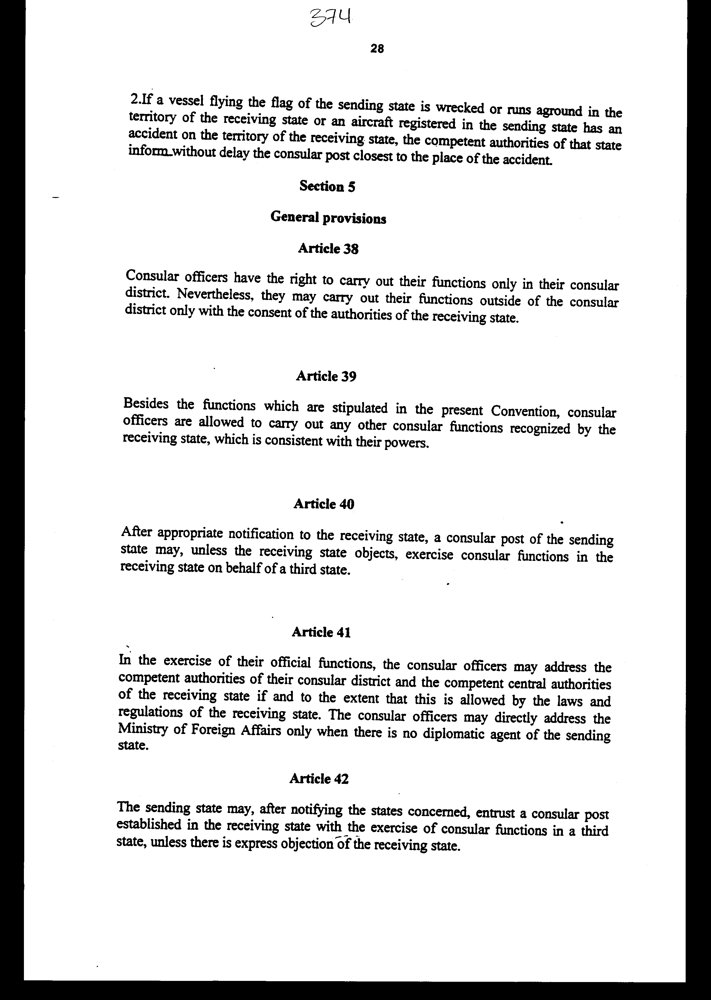 374
28
2.If a vessel flying the flag of the sending state is wrecked or runs aground in the
territory of the receiving state or an aircraft registered in the sending state has an
accident on the territory of the receiving state, the competent authorities of that state
inform without delay the consular post closest to the place of the accident.
Section 5
General provisions
Article 38
Consular officers have the right to carry out their functions only in their consular
district. Nevertheless, they may carry out their functions outside of the consular
district only with the consent of the authorities of the receiving state.
Article 39
Besides the functions which are stipulated in the present Convention, consular
officers are allowed to carry out any other consular functions recognized by the
receiving state, which is consistent with their powers.
Article 40
After appropriate notification to the receiving state, a consular post of the sending
state may, unless the receiving state objects, exercise consular functions in the
receiving state on behalf of a third state.
Article 41
In the exercise of their official functions, the consular officers may address the
competent authorities of their consular district and the competent central authorities
of the receiving state if and to the extent that this is allowed by the laws and
regulations of the receiving state. The consular officers may directly address the
Ministry of Foreign Affairs only when there is no diplomatic agent of the sending
state.
Article 42
The sending state may, after notifying the states concerned, entrust a consular post
established in the receiving state with the exercise of consular functions in a third
state, unless there is express objection of the receiving state.